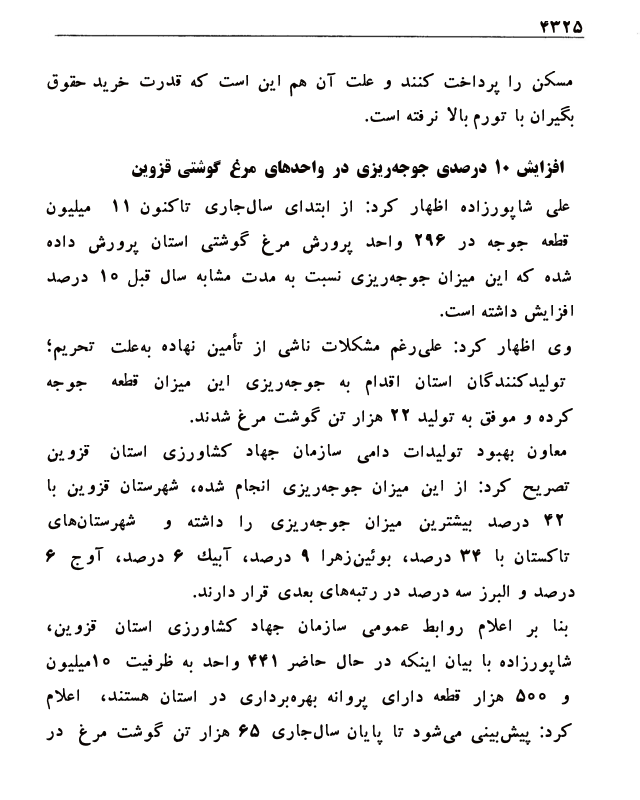 ۴۳۲۵
مسکن را پرداخت کنند و علت آن هم این است که قدرت خرید حقوق
بگیران با تورم بالا نرفته است.
افزایش ۱۰ درصدی جوجه‌ریزی در واحدهای مرغ گوشتی قزوین
علی شاپورزاده اظهار کرد: از ابتدای سال‌جاری تاکنون ۱۱ میلیون
قطعه جوجه در ۲۹۶ واحد پرورش مرغ گوشتی استان پرورش داده
شده که این میزان جوجه‌ریزی نسبت به مدت مشابه سال قبل ۱۰ درصد
افزایش داشته است.
وی اظهار کرد: علی‌رغم مشکلات ناشی از تأمین نهاده به‌علت تحریم؛
تولیدکنندگان استان اقدام به جوجه‌ریزی این میزان قطعه جوجه
کرده و موفق به تولید ۲۲ هزار تن گوشت مرغ شدند.
معاون بهبود تولیدات دامی سازمان جهاد کشاورزی استان قزوین
تصریح کرد: از این میزان جوجه‌ریزی انجام شده، شهرستان قزوین با
۴۲ درصد بیشترین میزان جوجه‌ریزی را داشته و شهرستان‌های
تاکستان با ۳۴ درصد، بوئین‌زهرا ۹ درصد، آبیك ۶ درصد، آوج ۶
درصد و البرز سه درصد در رتبه‌های بعدی قرار دارند.
بنا بر اعلام روابط عمومی سازمان جهاد کشاورزی استان قزوین،
شاپورزاده با بیان اینکه در حال حاضر ۴۴۱ واحد به ظرفیت ۱۰میلیون
و ۵۰۰ هزار قطعه دارای پروانه بهره‌برداری در استان هستند، اعلام
کرد: پیش‌بینی می‌شود تا پایان سال‌جاری ۶۵ هزار تن گوشت مرغ در